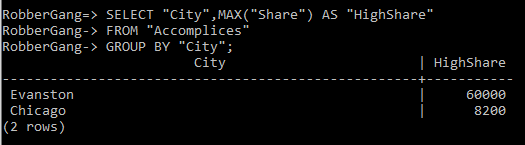 RobberGang=> SELECT "City",MAX("Share") AS "HighShare"
RobberGang-> FROM "Accomplices"
RobberGang-> GROUP BY "City";
                        City                        | HighShare
----------------------------------------------------+-----------
 Evanston                                           |     60000
 Chicago                                            |      8200
(2 rows)